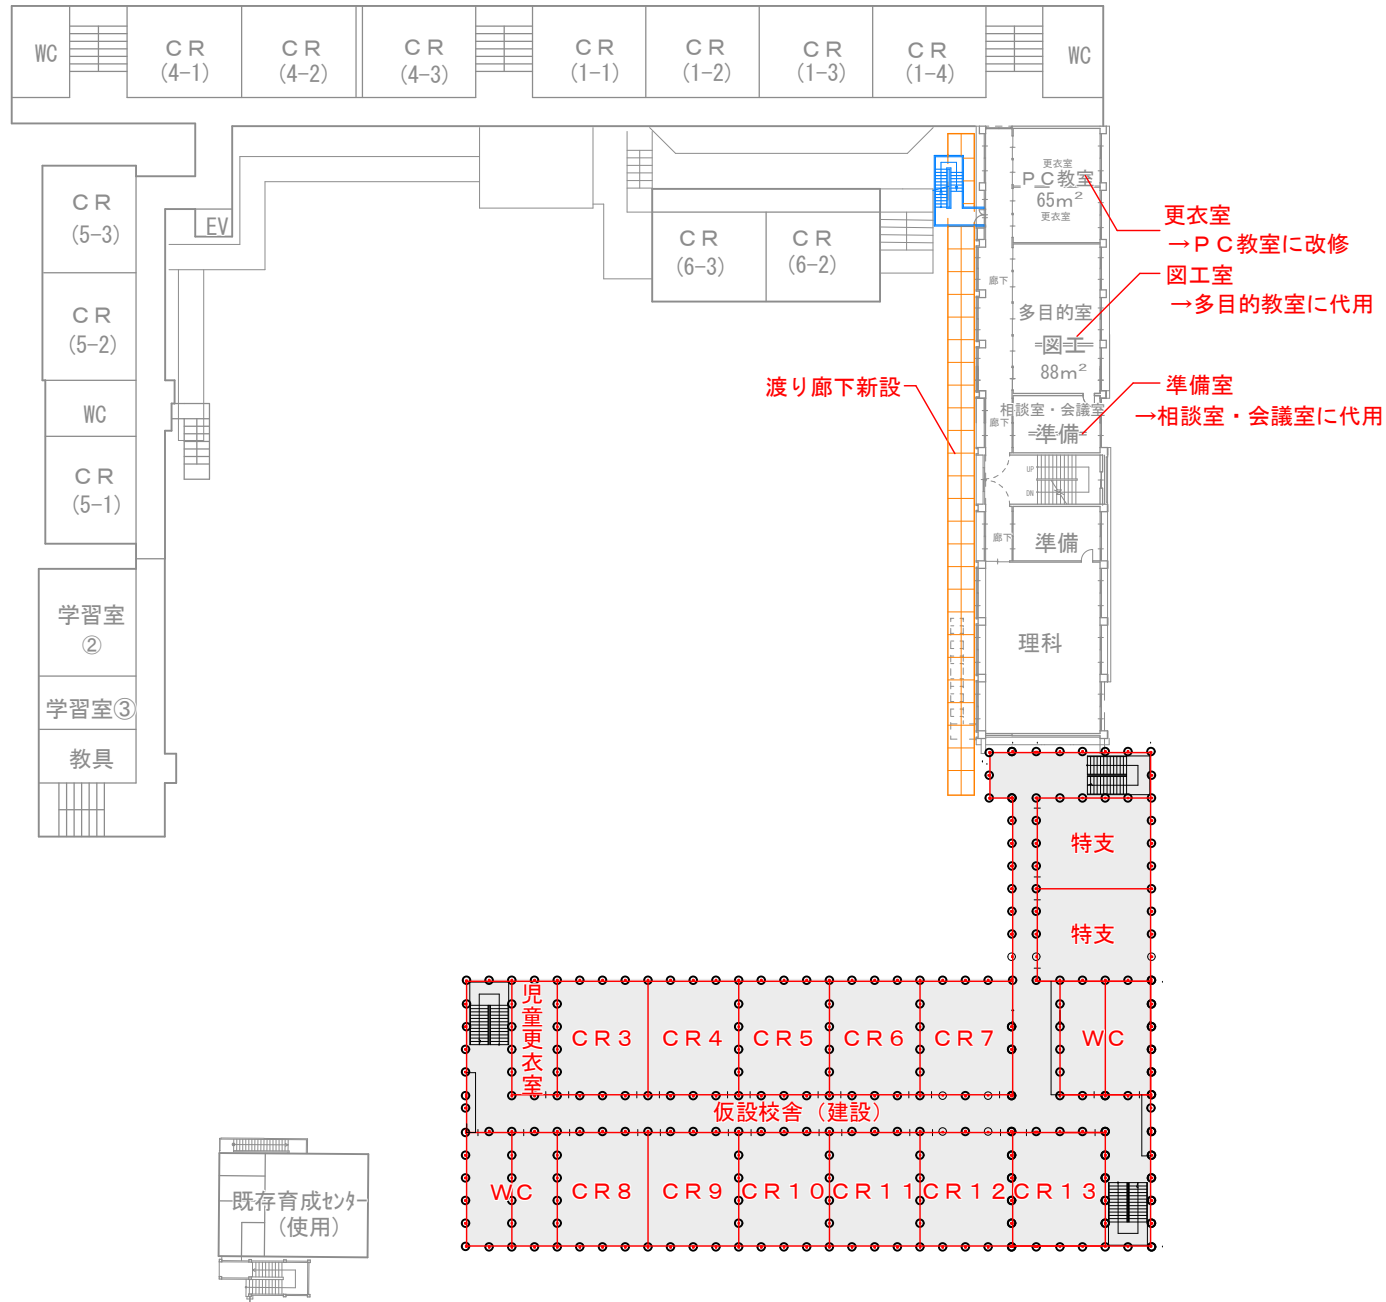 WC
ＣＲ
(4-1)
ＣＲ
(4-2)
ＣＲ
(4-3)
ＣＲ
(1-1)
ＣＲ
(1-2)
ＣＲ
(1-3)
ＣＲ
(1-4)
WC
ＣＲ
(5-3)
EV
ＣＲ
(5-2)
WC
ＣＲ
(5-1)
学習室
②
学習室③
教具
ＣＲ
(6-3)
ＣＲ
(6-2)
更衣室
ＰＣ教室
65m²
更衣室
廊下
多目的室
図工
88m²
相談室・会議室
廊下
準備
UP
DN
廊下
準備
理科
更衣室
→ＰＣ教室に改修
図工室
→多目的教室に代用
準備室
→相談室・会議室に代用
渡り廊下新設
特支
特支
児童更衣室
ＣＲ３
ＣＲ４
ＣＲ５
ＣＲ６
ＣＲ７
ＷＣ
仮設校舎（建設）
ＷＣ
ＣＲ８
ＣＲ９
ＣＲ１０
ＣＲ１１
ＣＲ１２
ＣＲ１３
既存育成ｾﾝﾀｰ
(使用)